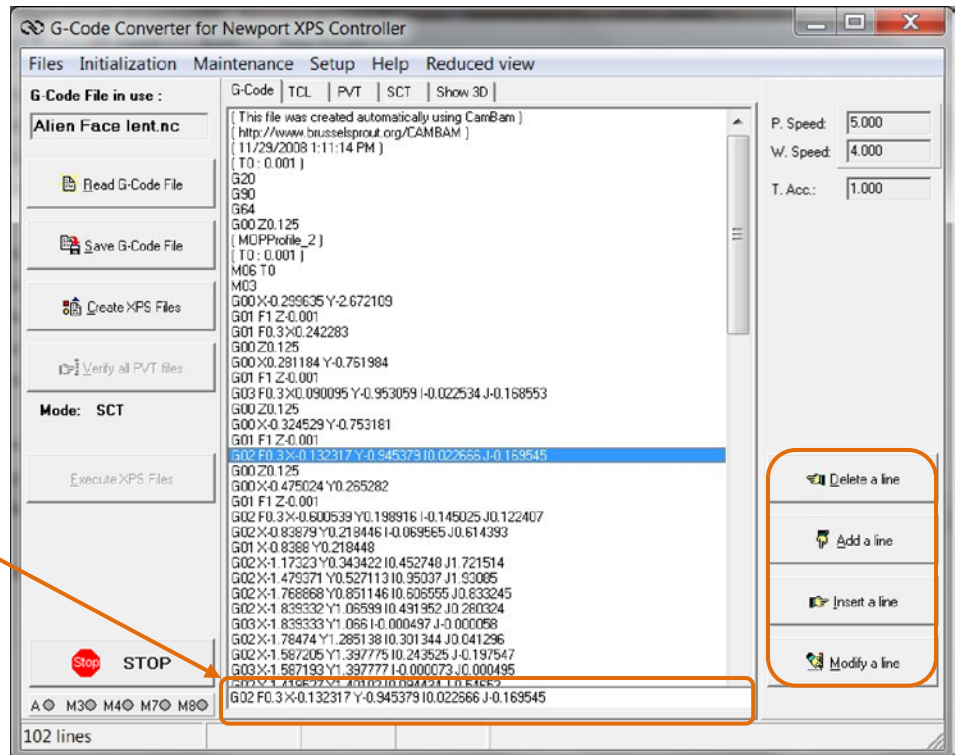 G-Code Converter for Newport XPS Controller
Files Initialization Maintenance Setup Help Reduced view
G-Code File in use :
Alien Face lent.nc
Read G-Code File
Save G-Code File
Create XPS Files
Verify all PVT files
Mode: SCT
Execute XPS Files
Stop STOP
A M3 M4 M7 M8
102 lines
G-Code TCL PVT SCT Show 3D
( This file was created automatically using CamBam )
( http://www.brusselsprout.org/CAMBAM )
( 11/29/2008 1:11:14 PM )
( T0 : 0.001 )
G20
G90
G64
G00 Z0.125
( MOPProfile_2 )
( T0 : 0.001 )
M06 T0
M03
G00 X-0.299635 Y-2.672109
G01 F1 Z-0.001
G01 F0.3 X0.242283
G00 Z0.125
G00 X0.281184 Y-0.761984
G01 F1 Z-0.001
G03 F0.3 X0.090095 Y-0.953059 I-0.022534 J-0.168553
G00 Z0.125
G00 X-0.324529 Y-0.753181
G01 F1 Z-0.001
G02 F0.3 X-0.132317 Y-0.945379 I0.022666 J-0.169545
G00 Z0.125
G00 X-0.475024 Y0.265282
G01 F1 Z-0.001
G02 F0.3 X-0.600539 Y0.198916 I-0.145025 J0.122407
G02 X-0.83879 Y0.218446 I-0.069565 J0.614393
G01 X-0.8388 Y0.218448
G02 X-1.17323 Y0.343422 I0.452748 J1.721514
G02 X-1.479371 Y0.527113 I0.95037 J1.93085
G02 X-1.768868 Y0.851146 I0.606555 J0.833245
G02 X-1.839332 Y1.06599 I0.491952 J0.280324
G03 X-1.839333 Y1.066 I-0.000497 J-0.000058
G02 X-1.78474 Y1.285138 I0.301344 J0.041296
G02 X-1.587205 Y1.397775 I0.243525 J-0.197547
G03 X-1.587193 Y1.397777 I-0.000073 J0.000495
G02 F0.3 X-0.132317 Y-0.945379 I0.022666 J-0.169545
P. Speed: 5.000
W. Speed: 4.000
T. Acc.: 1.000
Delete a line
Add a line
Insert a line
Modify a line